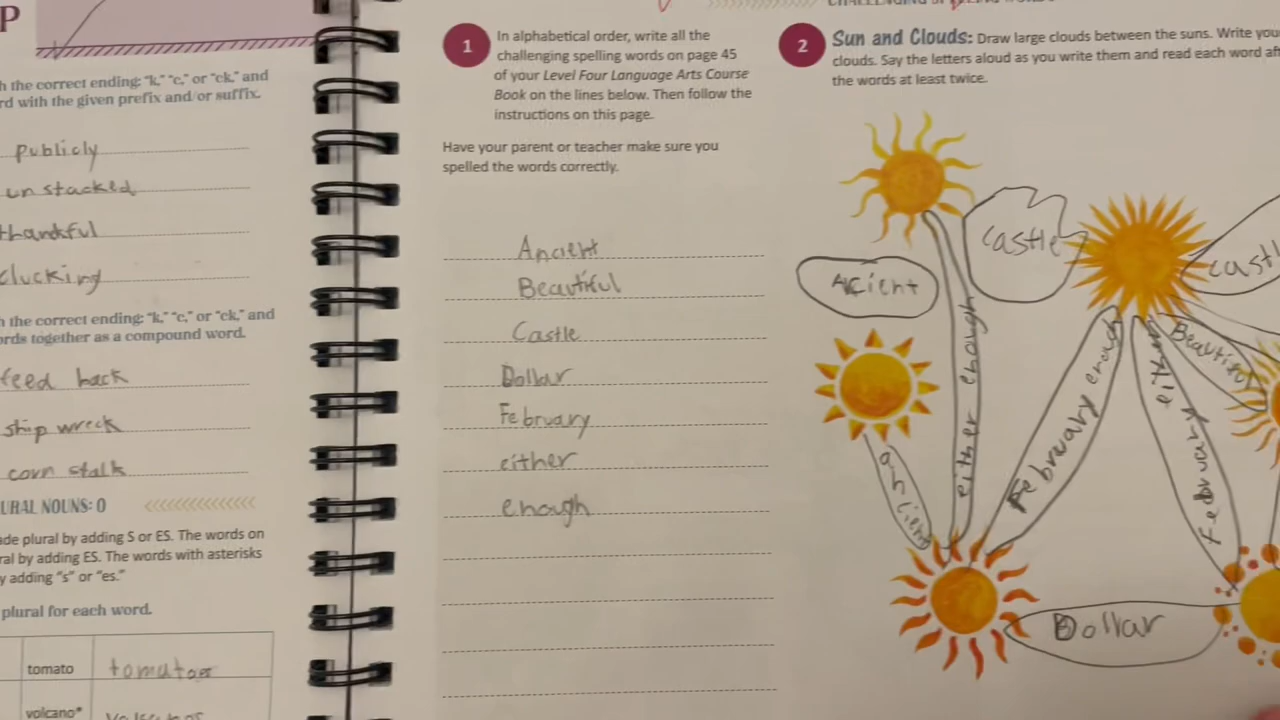 P
h the correct ending: "k," "c," or "ck," and
rd with the given prefix and/or suffix.
publicly
unstacked
thankful
clucking
h the correct ending: "k," "c," or "ck," and
ords together as a compound word.
feed back
ship wreck
corn stalk
URAL NOUNS: O
ade plural by adding S or ES. The words on
ral by adding ES. The words with asterisks
y adding "s" or "es."
plural for each word.
tomato
tomatoes
volcano*
1
In alphabetical order, write all the
challenging spelling words on page 45
of your Level Four Language Arts Course
Book on the lines below. Then follow the
instructions on this page.
Have your parent or teacher make sure you
spelled the words correctly.
Ancient
Beautiful
Castle
Dollar
February
either
enough
2
Sun and Clouds: Draw large clouds between the suns. Write you
clouds. Say the letters aloud as you write them and read each word af
the words at least twice.
Castle
Castl
Acient
Beautiful
either enough
February enough
either
February
Dollar